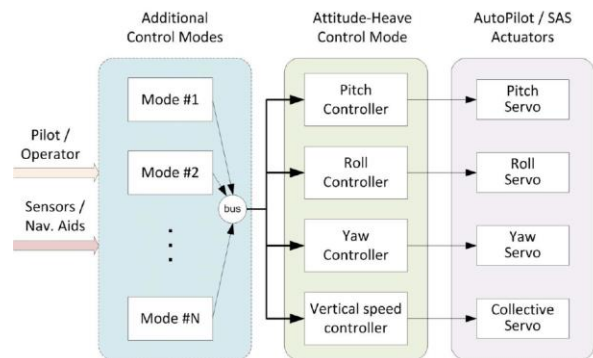 Additional
Control Modes
Attitude-Heave
Control Mode
AutoPilot / SAS
Actuators
Pilot /
Operator
Sensors /
Nav. Aids
Mode #1
Mode #2
Mode #N
bus
Pitch
Controller
Roll
Controller
Yaw
Controller
Vertical speed
controller
Pitch
Servo
Roll
Servo
Yaw
Servo
Collective
Servo